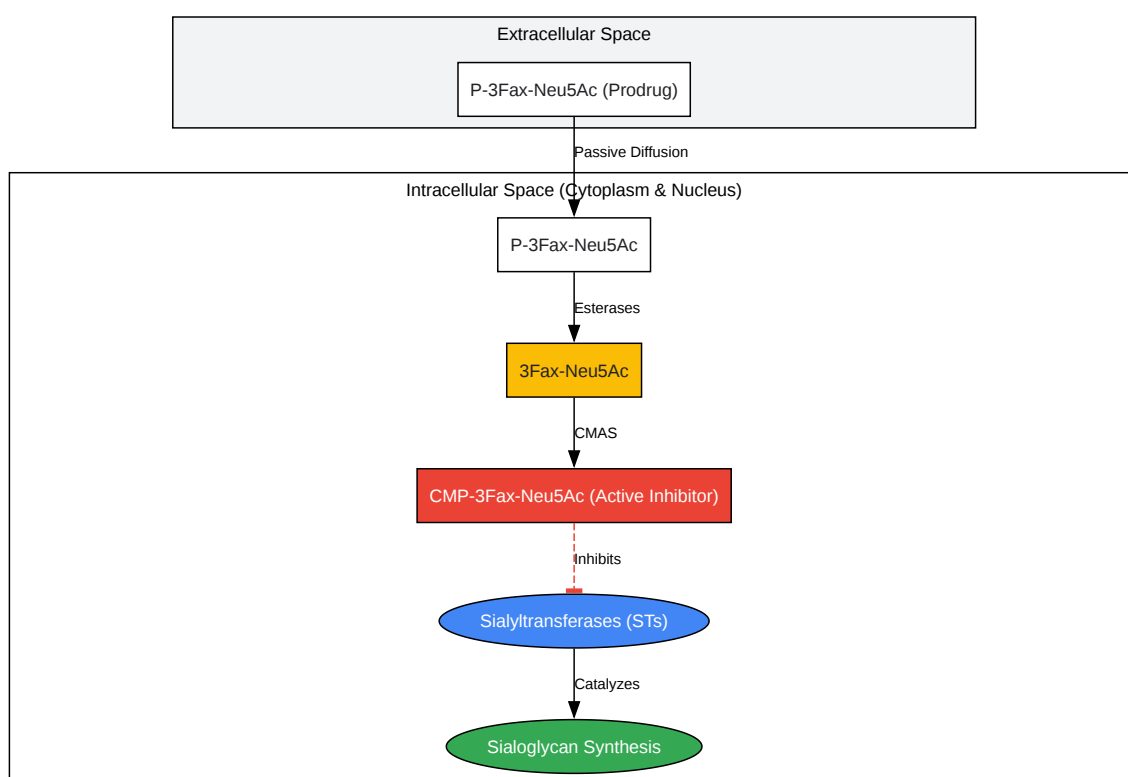 Extracellular Space
P-3Fax-Neu5Ac (Prodrug)
Passive Diffusion
Intracellular Space (Cytoplasm & Nucleus)
P-3Fax-Neu5Ac
Esterases
3Fax-Neu5Ac
CMAS
CMP-3Fax-Neu5Ac (Active Inhibitor)
Inhibits
Sialyltransferases (STs)
Catalyzes
Sialoglycan Synthesis